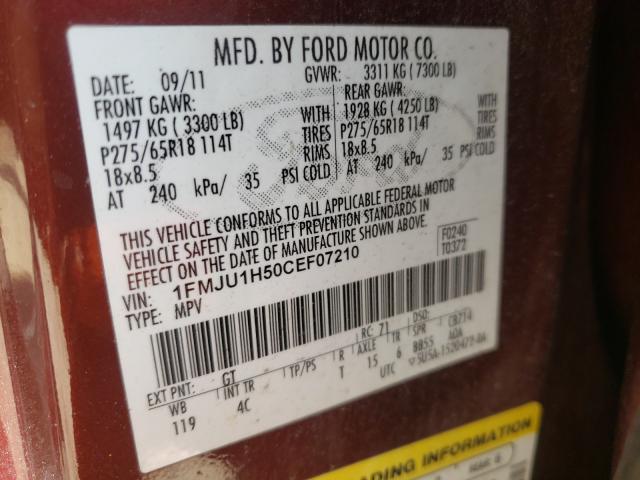 MFD. BY FORD MOTOR CO.
DATE: 09/11 GVWR: 3311 KG ( 7300 LB)
FRONT GAWR: REAR GAWR:
1497 KG ( 3300 LB) WITH 1928 KG ( 4250 LB) WITH
P275/65R18 114T TIRES P275/65R18 114T TIRES
18x8.5 RIMS 18x8.5 RIMS
AT 240 kPa/ 35 PSI COLD AT 240 kPa/ 35 PSI COLD
Ford
THIS VEHICLE CONFORMS TO ALL APPLICABLE FEDERAL MOTOR
VEHICLE SAFETY AND THEFT PREVENTION STANDARDS IN
EFFECT ON THE DATE OF MANUFACTURE SHOWN ABOVE.
F0240
T0372
VIN: 1FMJU1H50CEF07210
TYPE: MPV
EXT PNT: GT RC: 71 DSO: CB734
WB INT TR TP/PS R AXLE TR SPR
119 4C T 15 6 BB55
UTC
LOADING INFORMATION